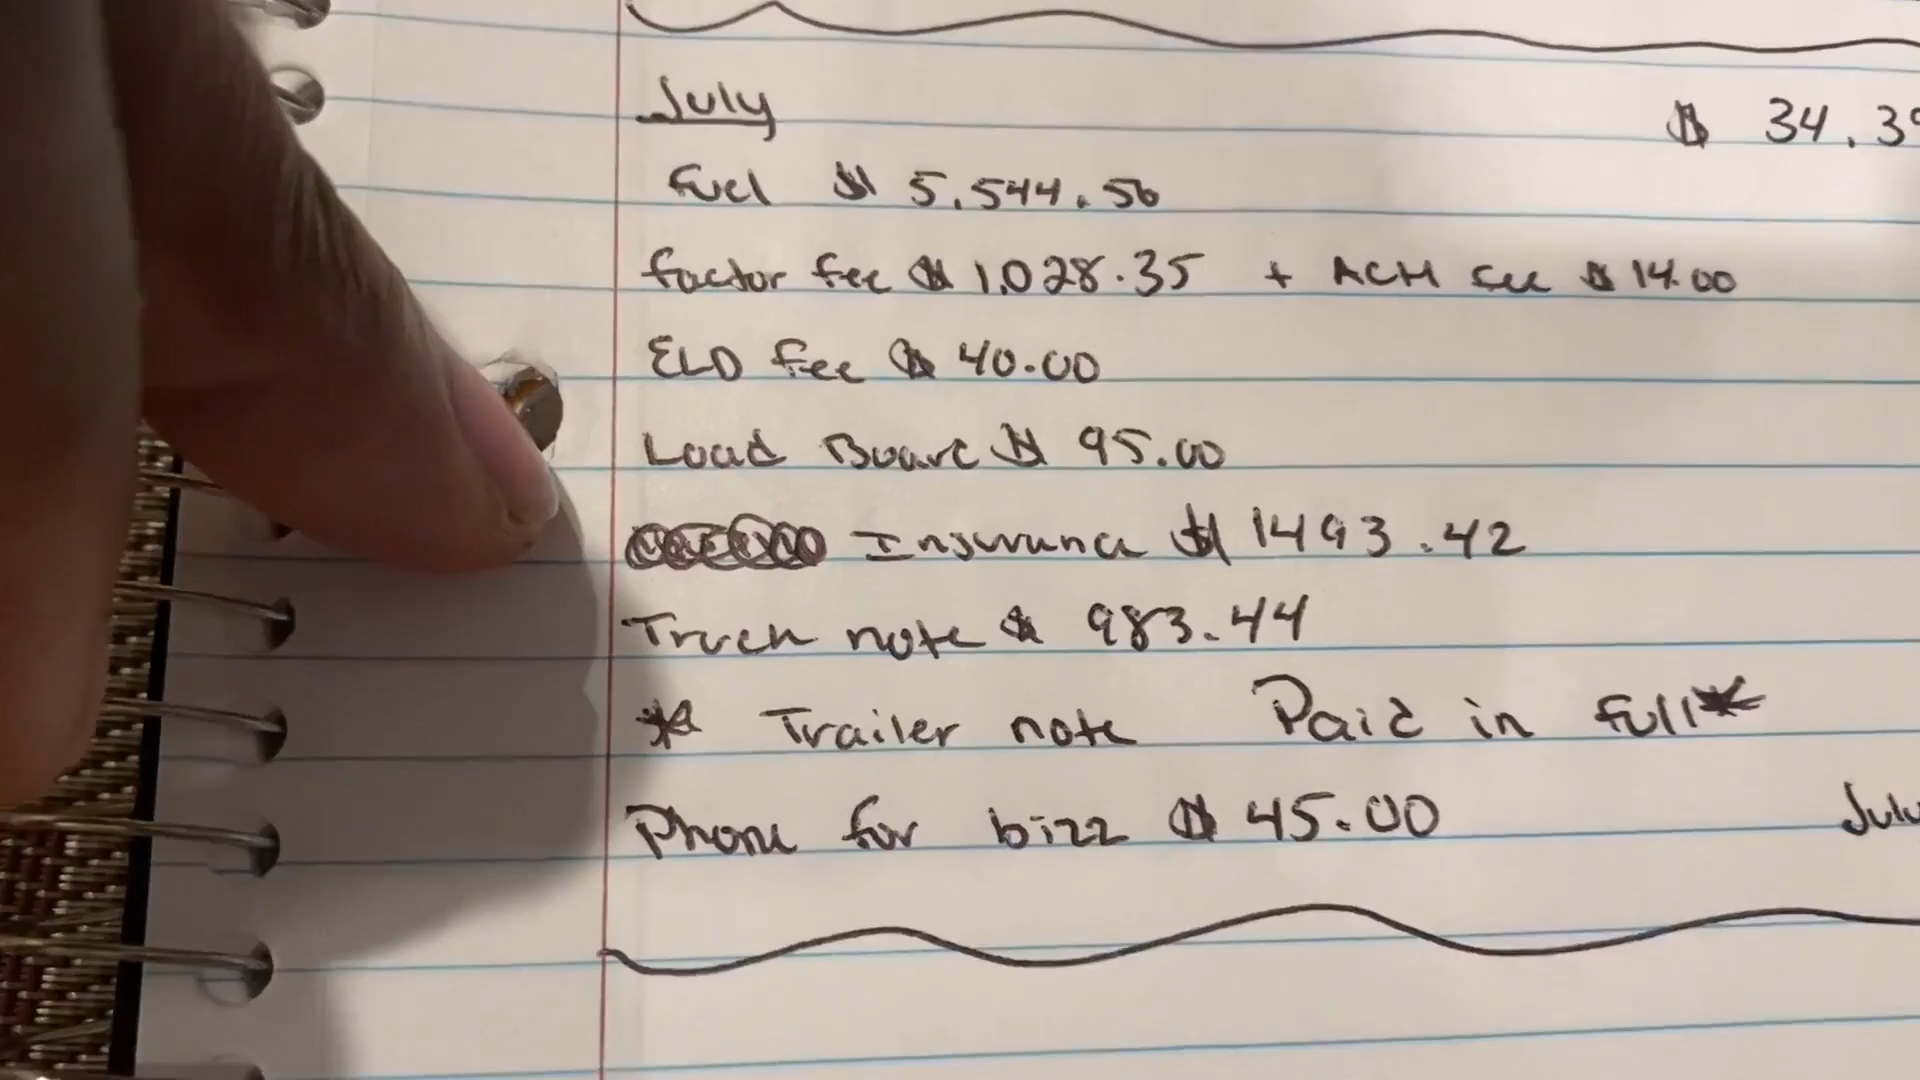 July $ 34.39
Fuel $ 5,544.56
factor fee $ 1,028.35 + ACH fee $ 14.00
ELD fee $ 40.00
Load Board $ 95.00
Insurance $ 1493.42
Truck note $ 983.44
* Trailer note Paid in full *
Phone for bizz $ 45.00 July